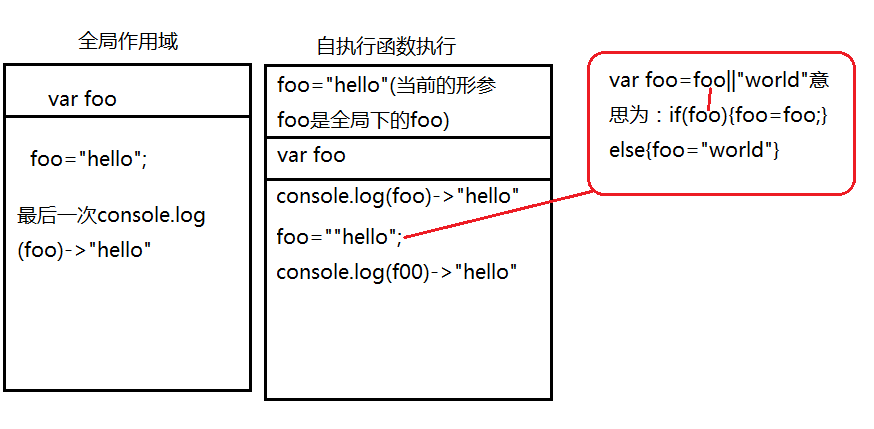 全局作用域
var foo
foo="hello";
最后一次console.log
(foo)->"hello"
自执行函数执行
foo="hello"(当前的形参
foo是全局下的foo)
var foo
console.log(foo)->"hello"
foo=""hello";
console.log(f00)->"hello"
var foo=foo||"world"意
思为：if(foo){foo=foo;}
else{foo="world"}